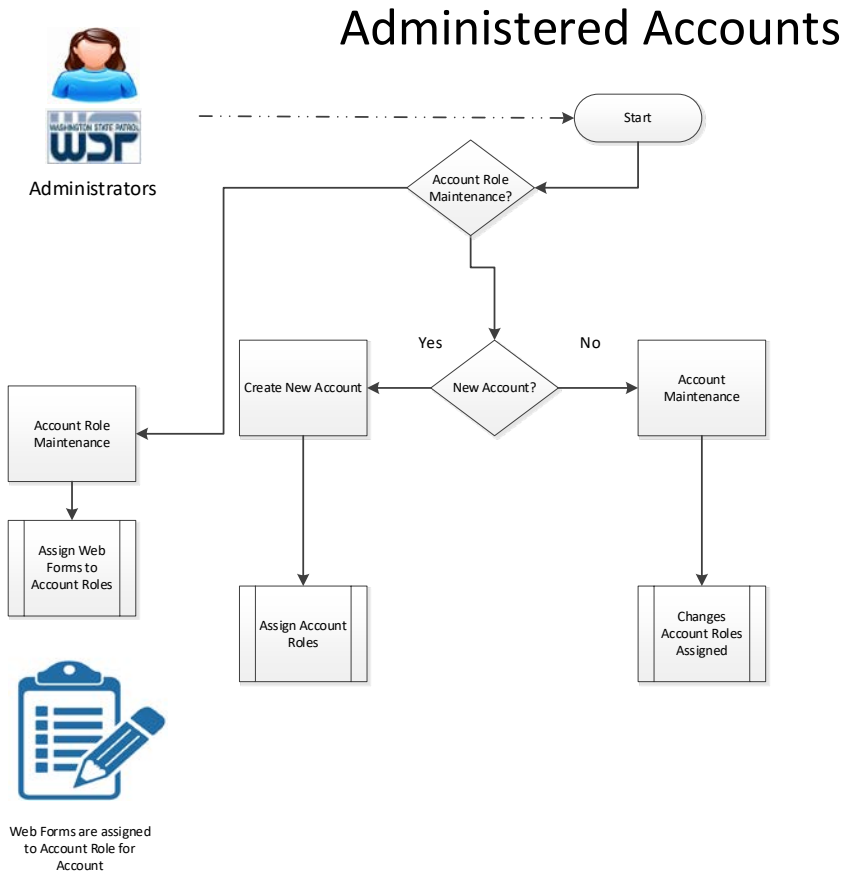 Administered Accounts
WASHINGTON STATE PATROL
WSP
Administrators
Start
Account Role
Maintenance?
Yes
No
Create New Account
New Account?
Account
Maintenance
Account Role
Maintenance
Assign Web
Forms to
Account Roles
Assign Account
Roles
Changes
Account Roles
Assigned
Web Forms are assigned
to Account Role for
Account